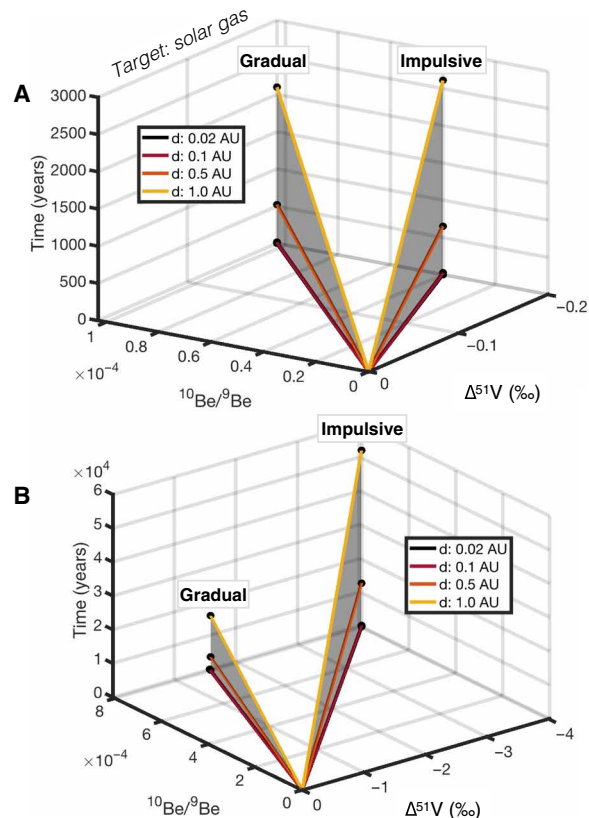 Target: solar gas
A
Gradual
Impulsive
3000
2500
2000
1500
1000
500
0
Time (years)
d: 0.02 AU
d: 0.1 AU
d: 0.5 AU
d: 1.0 AU
1
0.8
0.6
0.4
0.2
0
×10⁻⁴
¹⁰Be/⁹Be
0
−0.1
−0.2
Δ⁵¹V (‰)
B
Impulsive
Gradual
×10⁴
6
5
4
3
2
1
0
Time (years)
d: 0.02 AU
d: 0.1 AU
d: 0.5 AU
d: 1.0 AU
8
6
4
2
0
×10⁻⁴
¹⁰Be/⁹Be
0
−1
−2
−3
−4
Δ⁵¹V (‰)